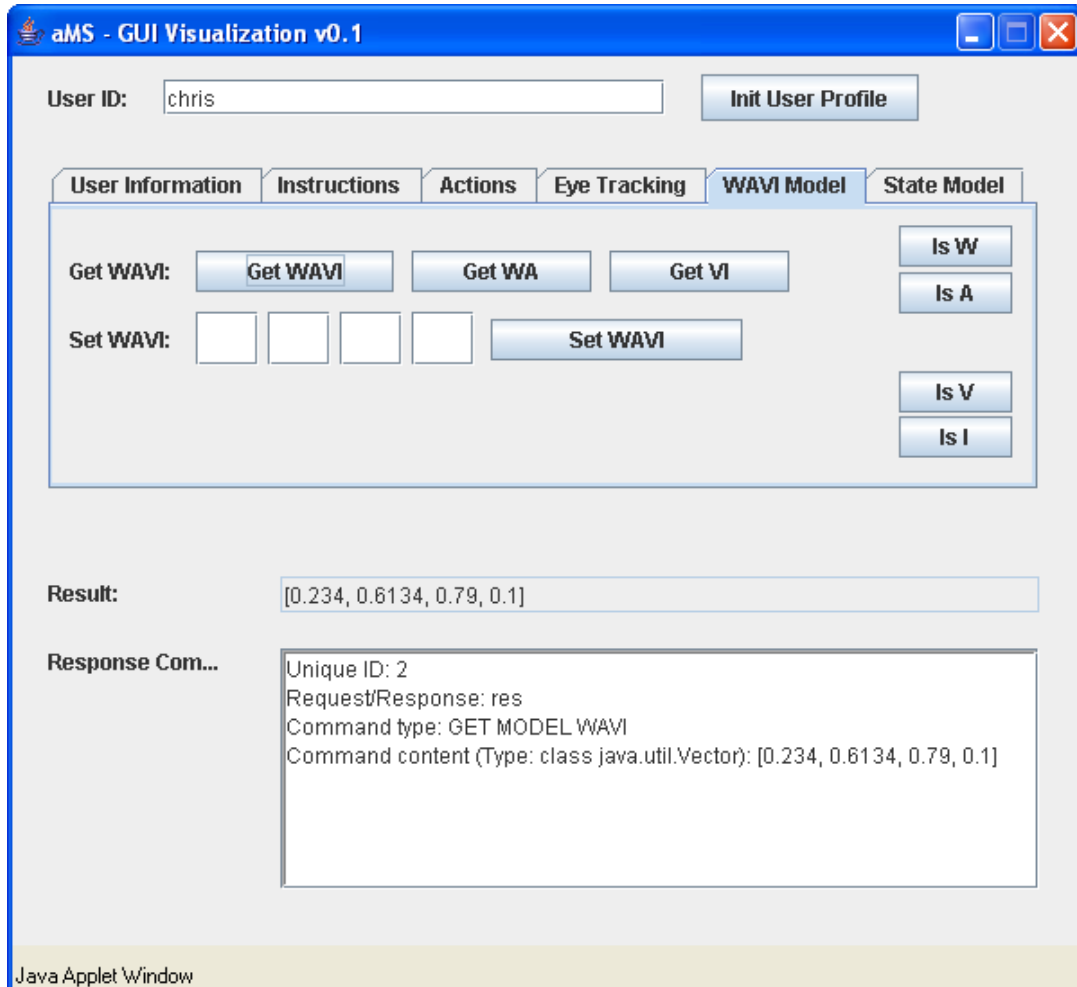 aMS - GUI Visualization v0.1
User ID: chris Init User Profile
User Information Instructions Actions Eye Tracking WAVI Model State Model
Is W
Get WAVI: Get WAVI Get WA Get VI
Is A
Set WAVI: Set WAVI
Is V
Is I
Result: [0.234, 0.6134, 0.79, 0.1]
Response Com... Unique ID: 2
Request/Response: res
Command type: GET MODEL WAVI
Command content (Type: class java.util.Vector): [0.234, 0.6134, 0.79, 0.1]
Java Applet Window